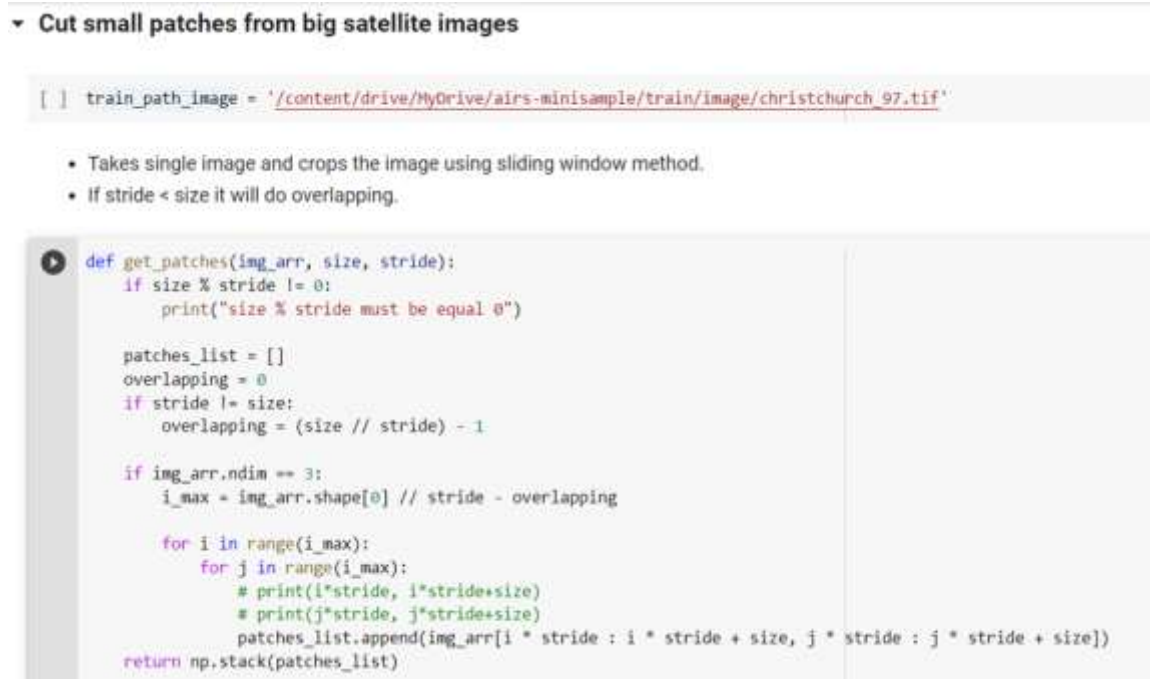 Cut small patches from big satellite images
[ ] train_path_image = '/content/drive/MyDrive/airs-minisample/train/image/christchurch_97.tif'
• Takes single image and crops the image using sliding window method.
• If stride < size it will do overlapping.
def get_patches(img_arr, size, stride):
    if size % stride != 0:
        print("size % stride must be equal 0")
    patches_list = []
    overlapping = 0
    if stride != size:
        overlapping = (size // stride) - 1
    if img_arr.ndim == 3:
        i_max = img_arr.shape[0] // stride - overlapping
        for i in range(i_max):
            for j in range(i_max):
                # print(i*stride, i*stride+size)
                # print(j*stride, j*stride+size)
                patches_list.append(img_arr[i * stride : i * stride + size, j * stride : j * stride + size])
    return np.stack(patches_list)